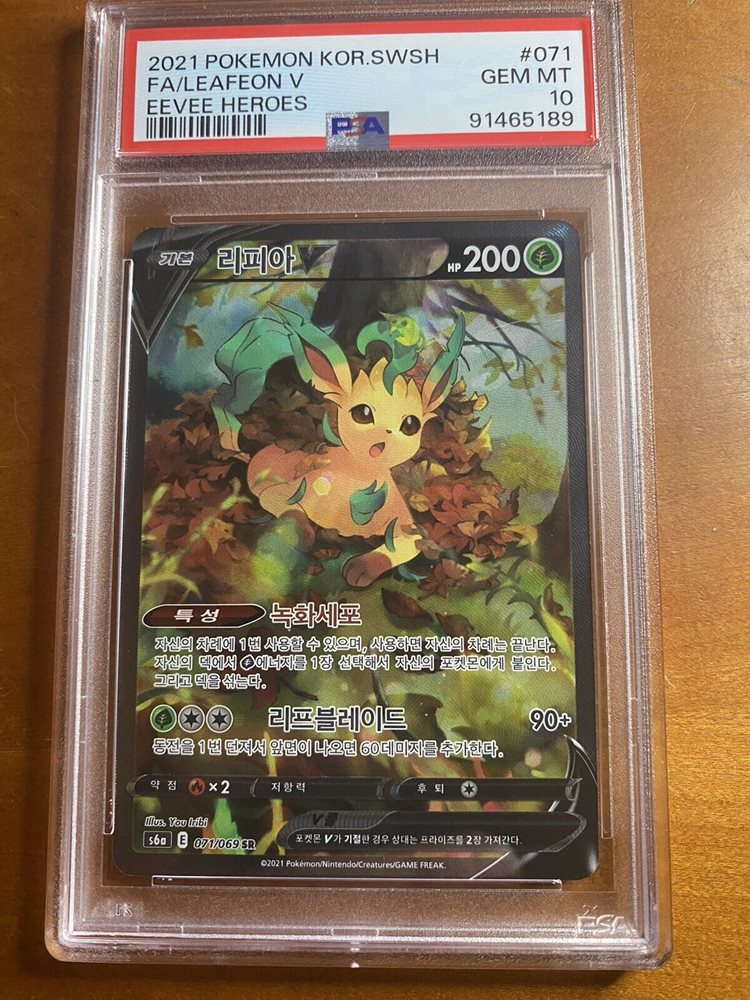 2021 POKEMON KOR.SWSH #071
FA/LEAFEON V GEM MT
EEVEE HEROES 10
PSA 91465189
기본 리피아 V HP 200
특성 녹화세포
자신의 차례에 1번 사용할 수 있으며, 사용하면 자신의 차례는 끝난다.
자신의 덱에서 에너지를 1장 선택해서 자신의 포켓몬에게 붙인다.
그리고 덱을 섞는다.
리프블레이드 90+
동전을 1번 던져서 앞면이 나오면 60데미지를 추가한다.
약점 ×2 저항력 후퇴
Illus. You Iribi
V룰
s6a E 071/069 SR
포켓몬 V가 기절한 경우 상대는 프라이즈를 2장 가져간다.
©2021 Pokémon/Nintendo/Creatures/GAME FREAK.